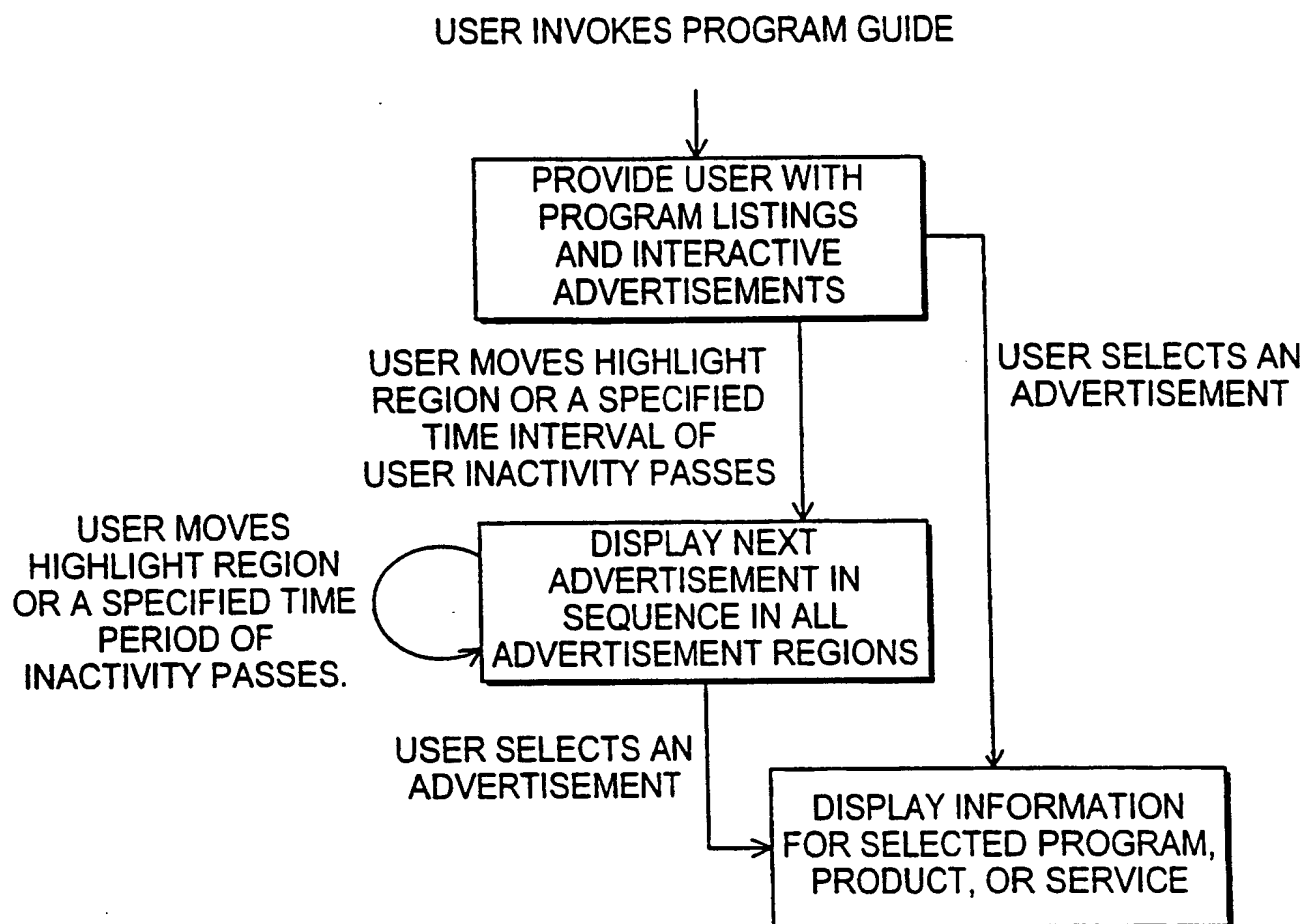 USER INVOKES PROGRAM GUIDE
PROVIDE USER WITH
PROGRAM LISTINGS
AND INTERACTIVE
ADVERTISEMENTS
USER MOVES HIGHLIGHT
REGION OR A SPECIFIED
TIME INTERVAL OF
USER INACTIVITY PASSES
USER SELECTS AN
ADVERTISEMENT
USER MOVES
HIGHLIGHT REGION
OR A SPECIFIED TIME
PERIOD OF
INACTIVITY PASSES.
DISPLAY NEXT
ADVERTISEMENT IN
SEQUENCE IN ALL
ADVERTISEMENT REGIONS
USER SELECTS AN
ADVERTISEMENT
DISPLAY INFORMATION
FOR SELECTED PROGRAM,
PRODUCT, OR SERVICE